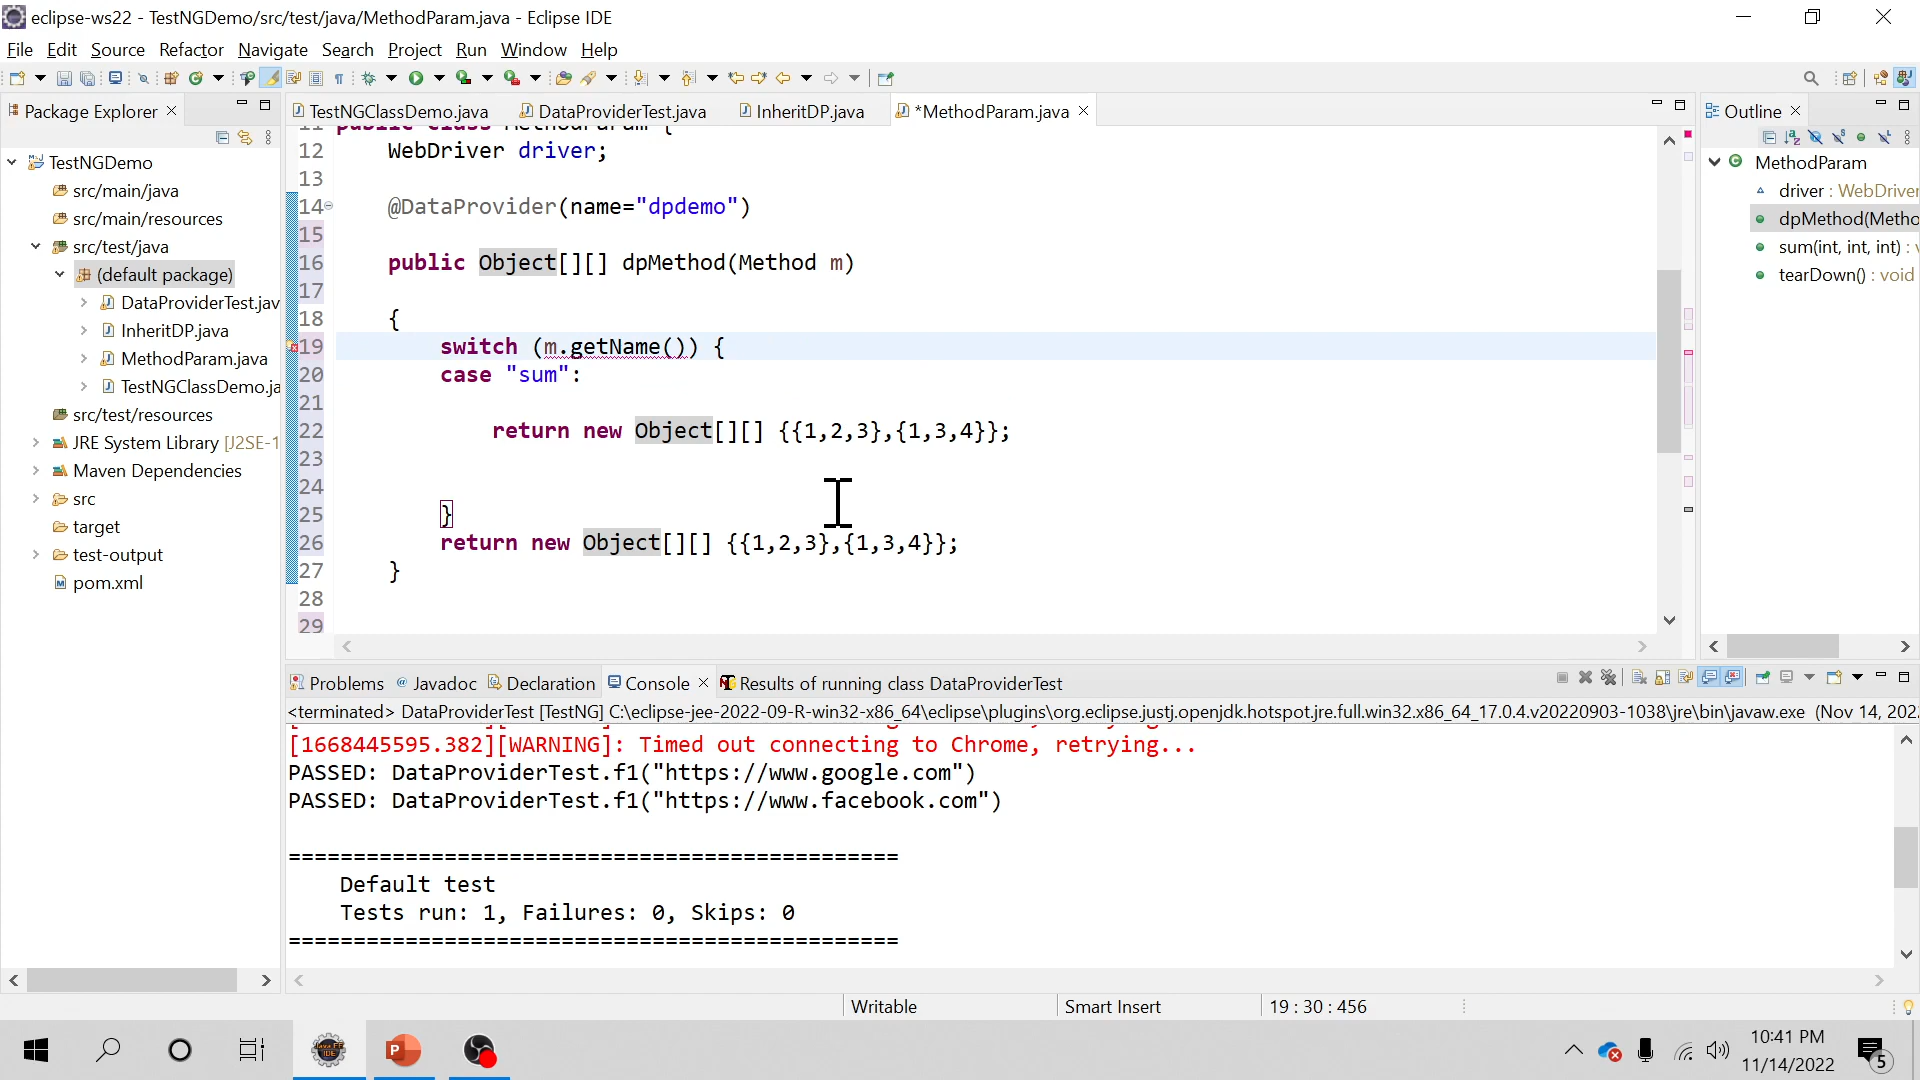 eclipse-ws22 - TestNGDemo/src/test/java/MethodParam.java - Eclipse IDE
File Edit Source Refactor Navigate Search Project Run Window Help
Package Explorer
TestNGDemo
src/main/java
src/main/resources
src/test/java
(default package)
DataProviderTest.jav
InheritDP.java
MethodParam.java
TestNGClassDemo.ja
src/test/resources
JRE System Library [J2SE-1
Maven Dependencies
src
target
test-output
pom.xml
TestNGClassDemo.java DataProviderTest.java InheritDP.java *MethodParam.java
11 public class MethodParam {
12 WebDriver driver;
13
14 @DataProvider(name="dpdemo")
15
16 public Object[][] dpMethod(Method m)
17
18 {
19 switch (m.getName()) {
20 case "sum":
21
22 return new Object[][] {{1,2,3},{1,3,4}};
23
24
25 }
26 return new Object[][] {{1,2,3},{1,3,4}};
27 }
28
29
Outline
MethodParam
driver : WebDriver
dpMethod(Metho
sum(int, int, int) : v
tearDown() : void
Problems Javadoc Declaration Console Results of running class DataProviderTest
<terminated> DataProviderTest [TestNG] C:\eclipse-jee-2022-09-R-win32-x86_64\eclipse\plugins\org.eclipse.justj.openjdk.hotspot.jre.full.win32.x86_64_17.0.4.v20220903-1038\jre\bin\javaw.exe (Nov 14, 202
[1668445595.382][WARNING]: Timed out connecting to Chrome, retrying...
PASSED: DataProviderTest.f1("https://www.google.com")
PASSED: DataProviderTest.f1("https://www.facebook.com")
===============================================
Default test
Tests run: 1, Failures: 0, Skips: 0
===============================================
Writable Smart Insert 19 : 30 : 456
10:41 PM
11/14/2022
5